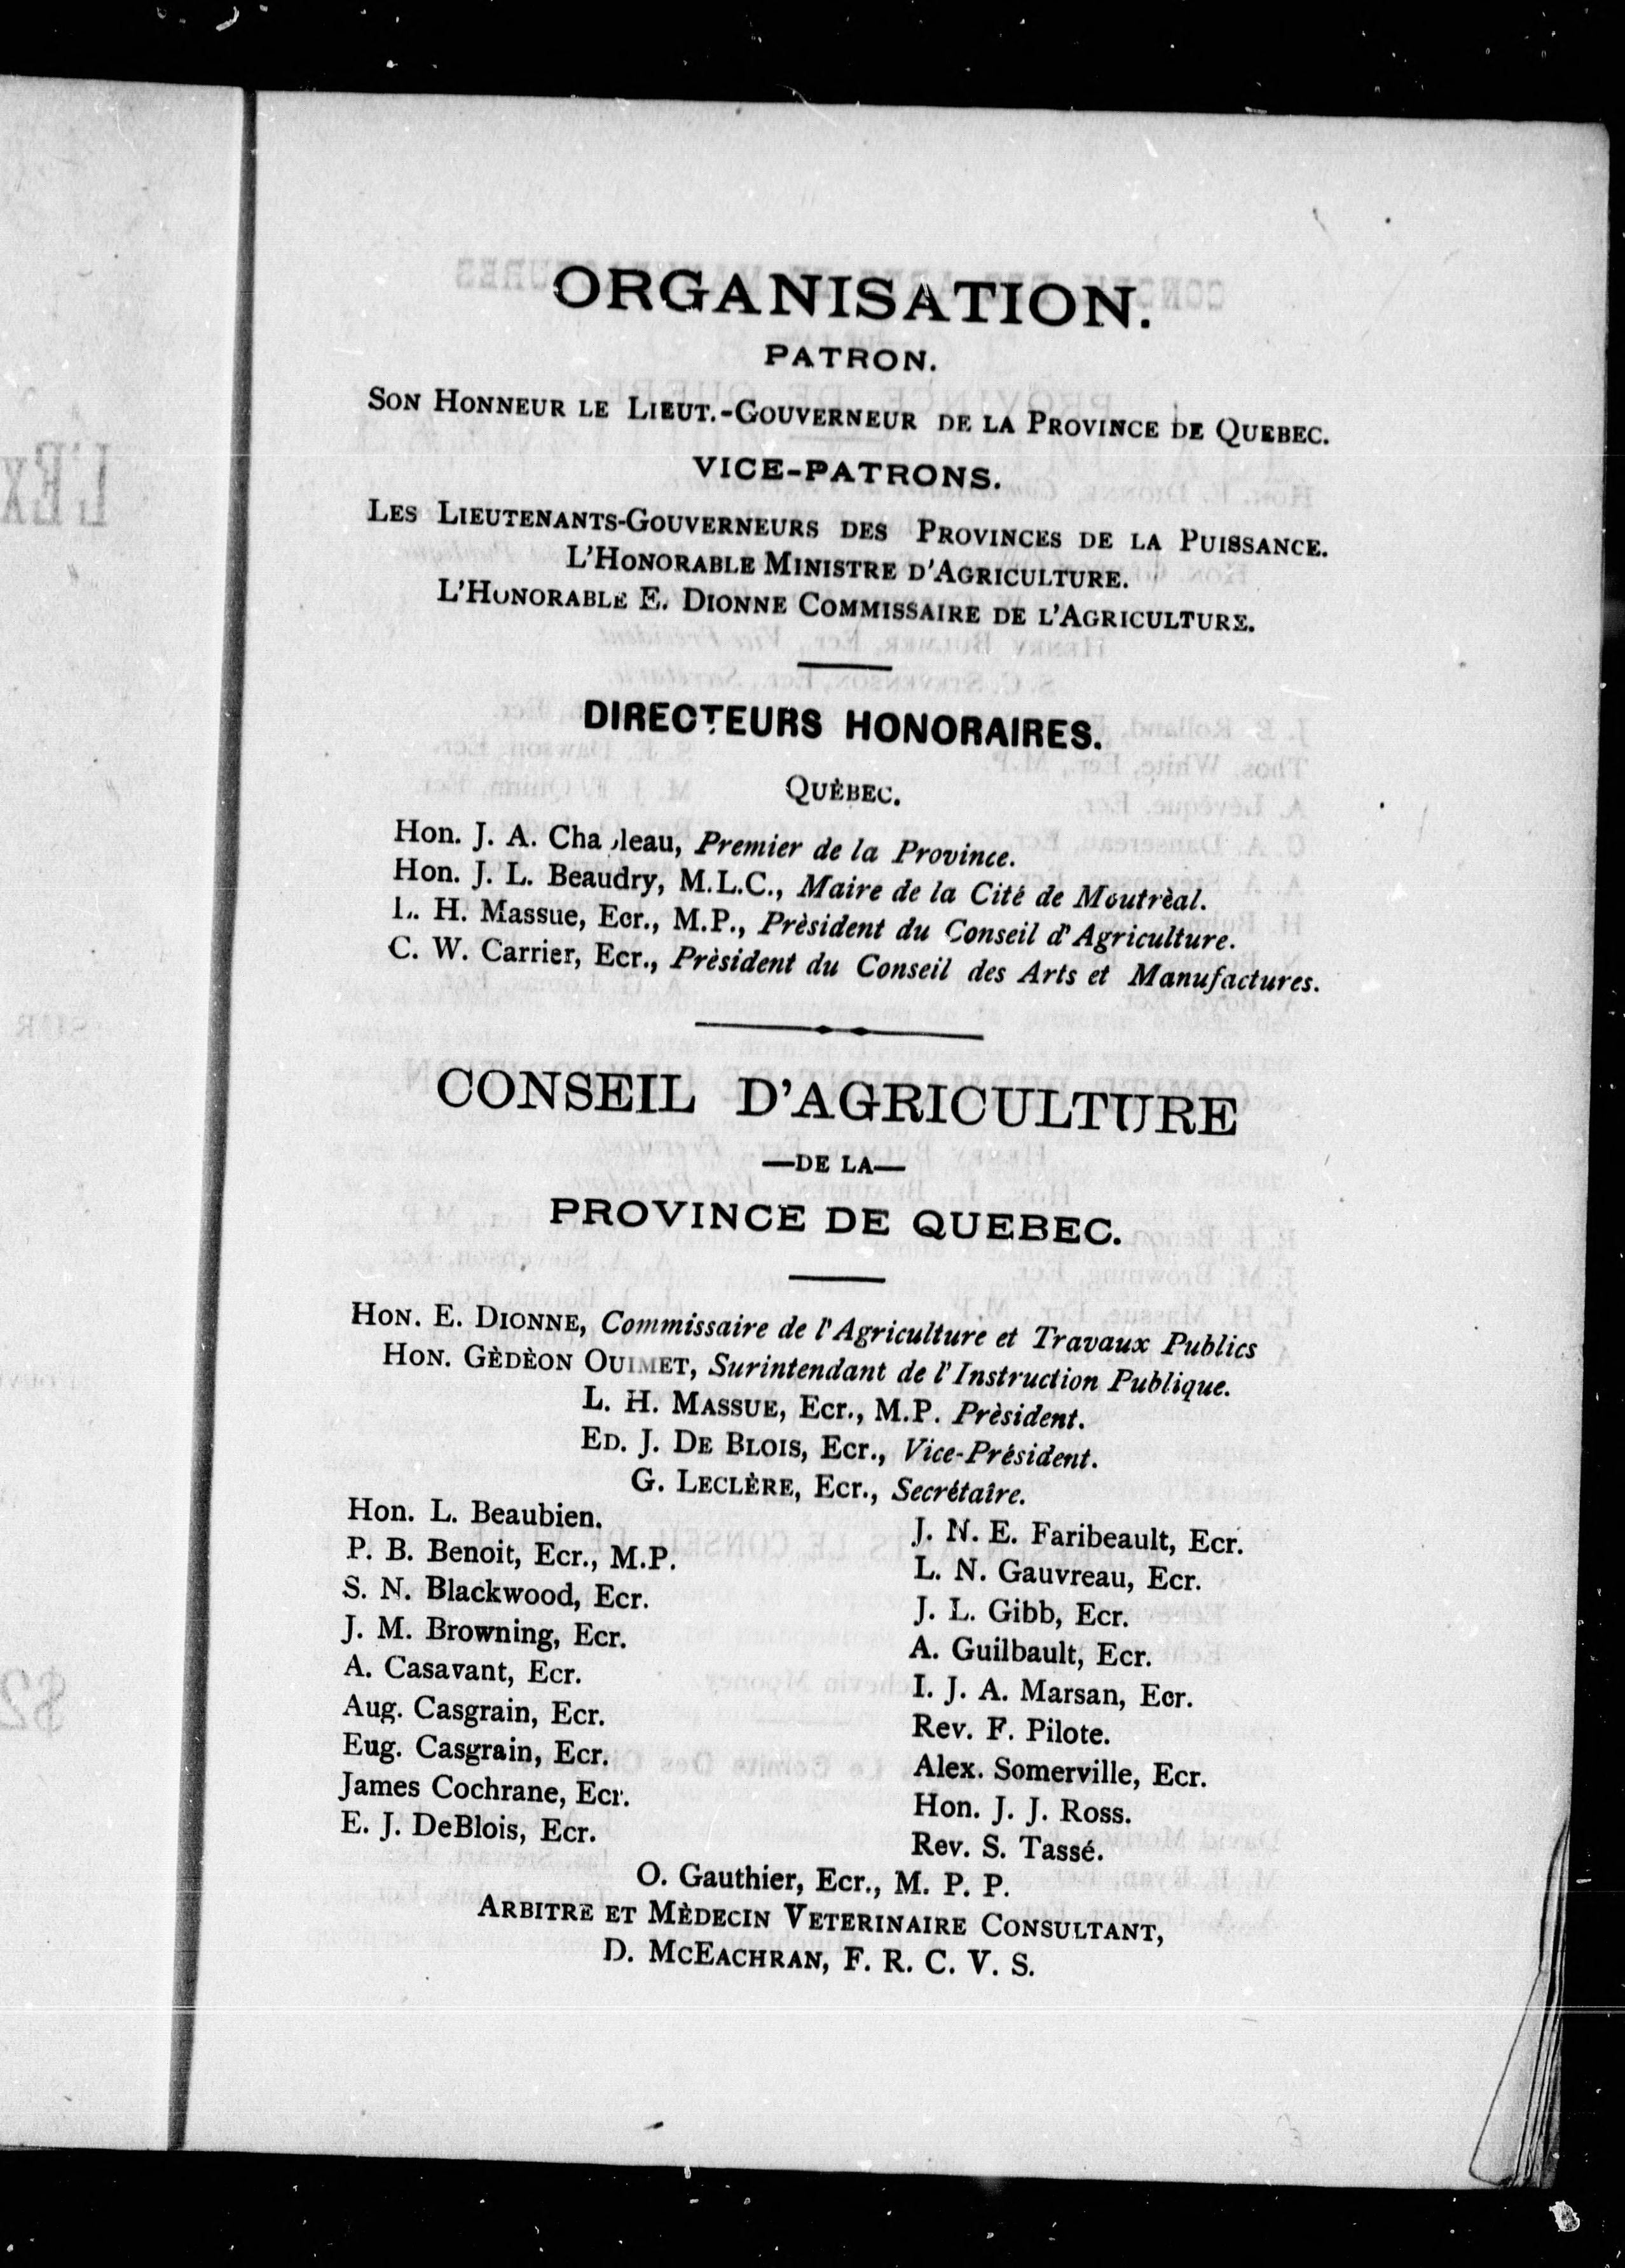 ORGANISATION.
PATRON.
SON HONNEUR LE LIEUT.-GOUVERNEUR DE LA PROVINCE DE QUEBEC.
VICE-PATRONS.
LES LIEUTENANTS-GOUVERNEURS DES PROVINCES DE LA PUISSANCE.
L'HONORABLE MINISTRE D'AGRICULTURE.
L'HONORABLE E. DIONNE COMMISSAIRE DE L'AGRICULTURE.
DIRECTEURS HONORAIRES.
QUÈBEC.
Hon. J. A. Cha leau, Premier de la Province.
Hon. J. L. Beaudry, M.L.C., Maire de la Cité de Montrèal.
L. H. Massue, Ecr., M.P., Prèsident du Conseil d'Agriculture.
C. W. Carrier, Ecr., Prèsident du Conseil des Arts et Manufactures.
CONSEIL D'AGRICULTURE
—DE LA—
PROVINCE DE QUEBEC.
HON. E. DIONNE, Commissaire de l'Agriculture et Travaux Publics
HON. GÈDÈON OUIMET, Surintendant de l'Instruction Publique.
L. H. MASSUE, Ecr., M.P. Prèsident.
ED. J. DE BLOIS, Ecr., Vice-Président.
G. LECLÈRE, Ecr., Secrétaîre.
Hon. L. Beaubien.
P. B. Benoit, Ecr., M.P.
S. N. Blackwood, Ecr.
J. M. Browning, Ecr.
A. Casavant, Ecr.
Aug. Casgrain, Ecr.
Eug. Casgrain, Ecr.
James Cochrane, Ecr.
E. J. DeBlois, Ecr.
J. N. E. Faribeault, Ecr.
L. N. Gauvreau, Ecr.
J. L. Gibb, Ecr.
A. Guilbault, Ecr.
I. J. A. Marsan, Ecr.
Rev. F. Pilote.
Alex. Somerville, Ecr.
Hon. J. J. Ross.
Rev. S. Tassé.
O. Gauthier, Ecr., M. P. P.
ARBITRE ET MÈDECIN VETERINAIRE CONSULTANT,
D. MCEACHRAN, F. R. C. V. S.